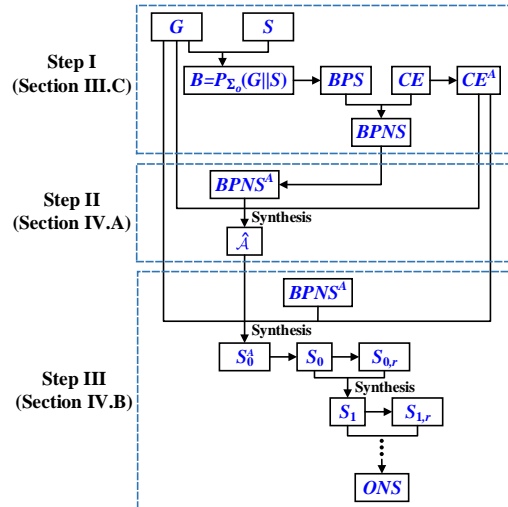 Step I
(Section III.C)
G
S
B=P_{Σ_o}(G||S)
BPS
CE
CE^A
BPNS
Step II
(Section IV.A)
BPNS^A
Synthesis
Â
Step III
(Section IV.B)
BPNS^A
Synthesis
S_0^A
S_0
S_{0,r}
Synthesis
S_1
S_{1,r}
ONS